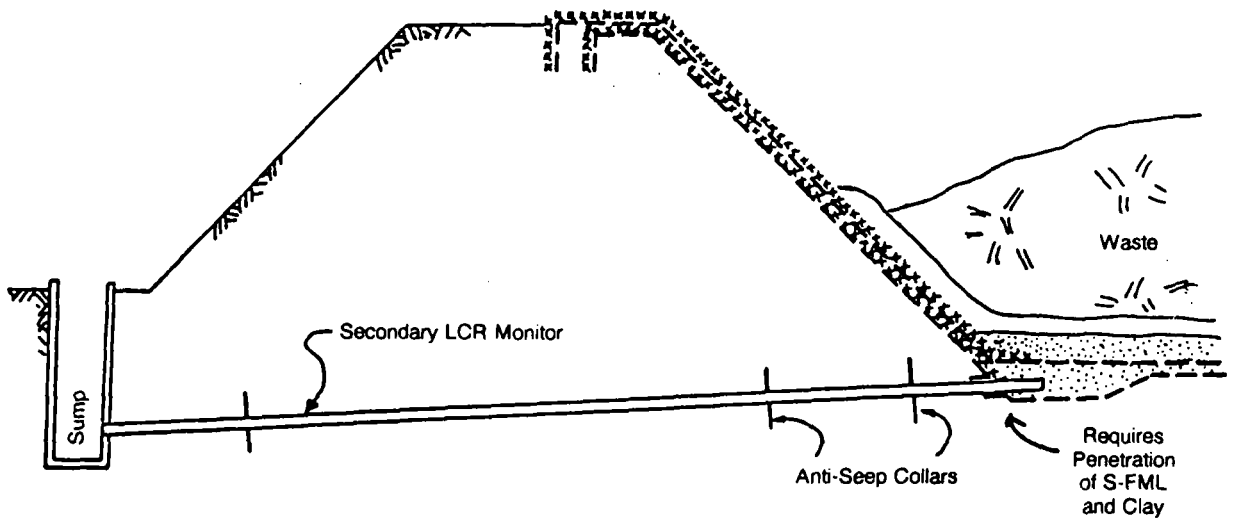 Waste
Secondary LCR Monitor
Sump
Anti-Seep Collars
Requires
Penetration
of S-FML
and Clay